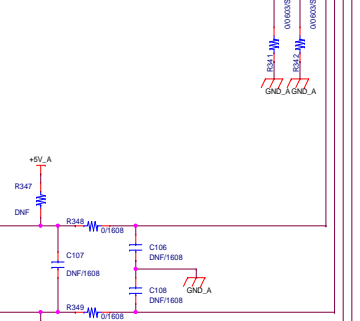 0/0603/S
0/0603/S
R341
R342
GND_A
GND_A
+5V_A
R347
DNF
R348
0/1608
C106
DNF/1608
C107
DNF/1608
GND_A
C108
DNF/1608
R349
0/1608